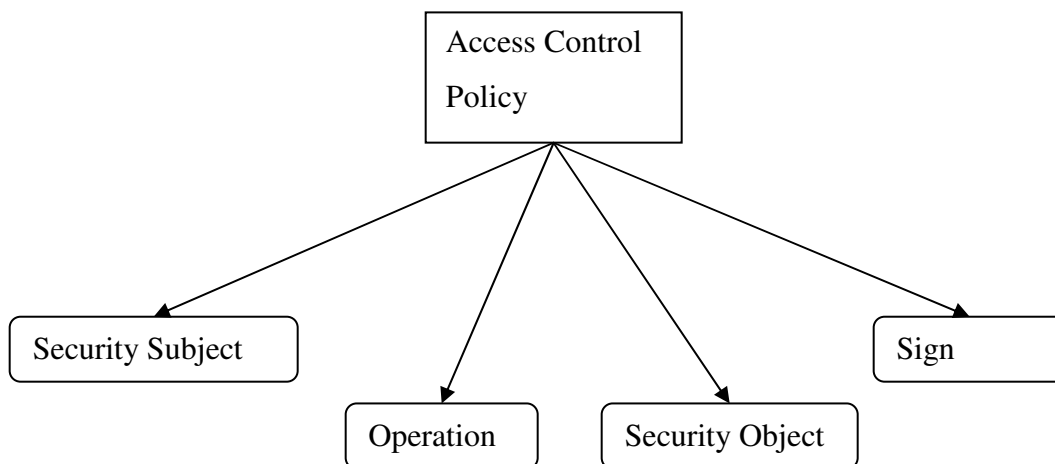 Access Control
Policy
Security Subject
Sign
Operation
Security Object